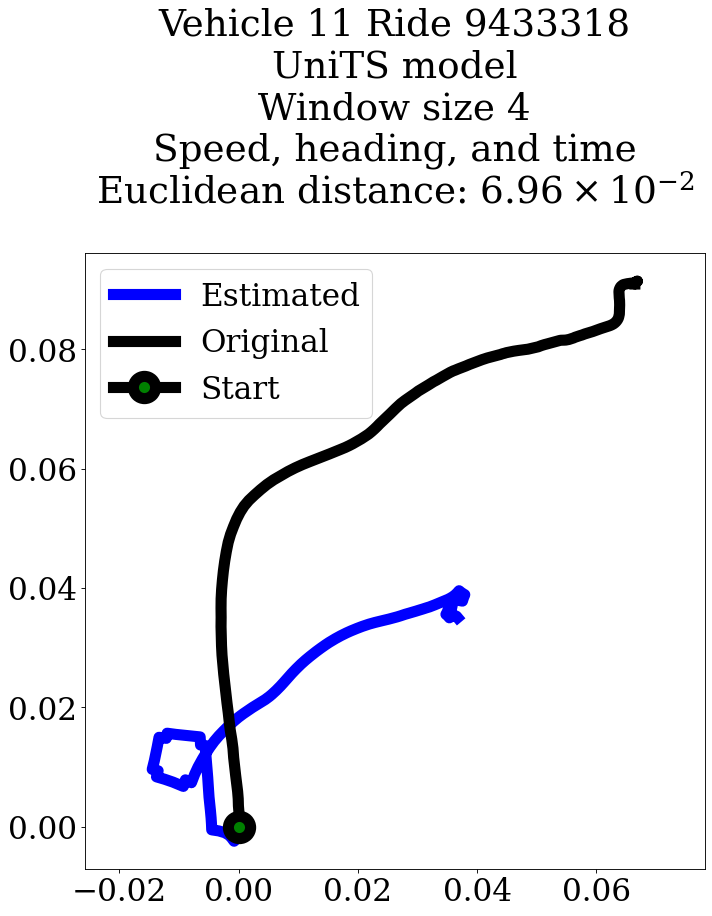 Vehicle 11 Ride 9433318
UniTS model
Window size 4
Speed, heading, and time
Euclidean distance: 6.96 × 10⁻²
Estimated
Original
Start
0.08
0.06
0.04
0.02
0.00
−0.02 0.00 0.02 0.04 0.06